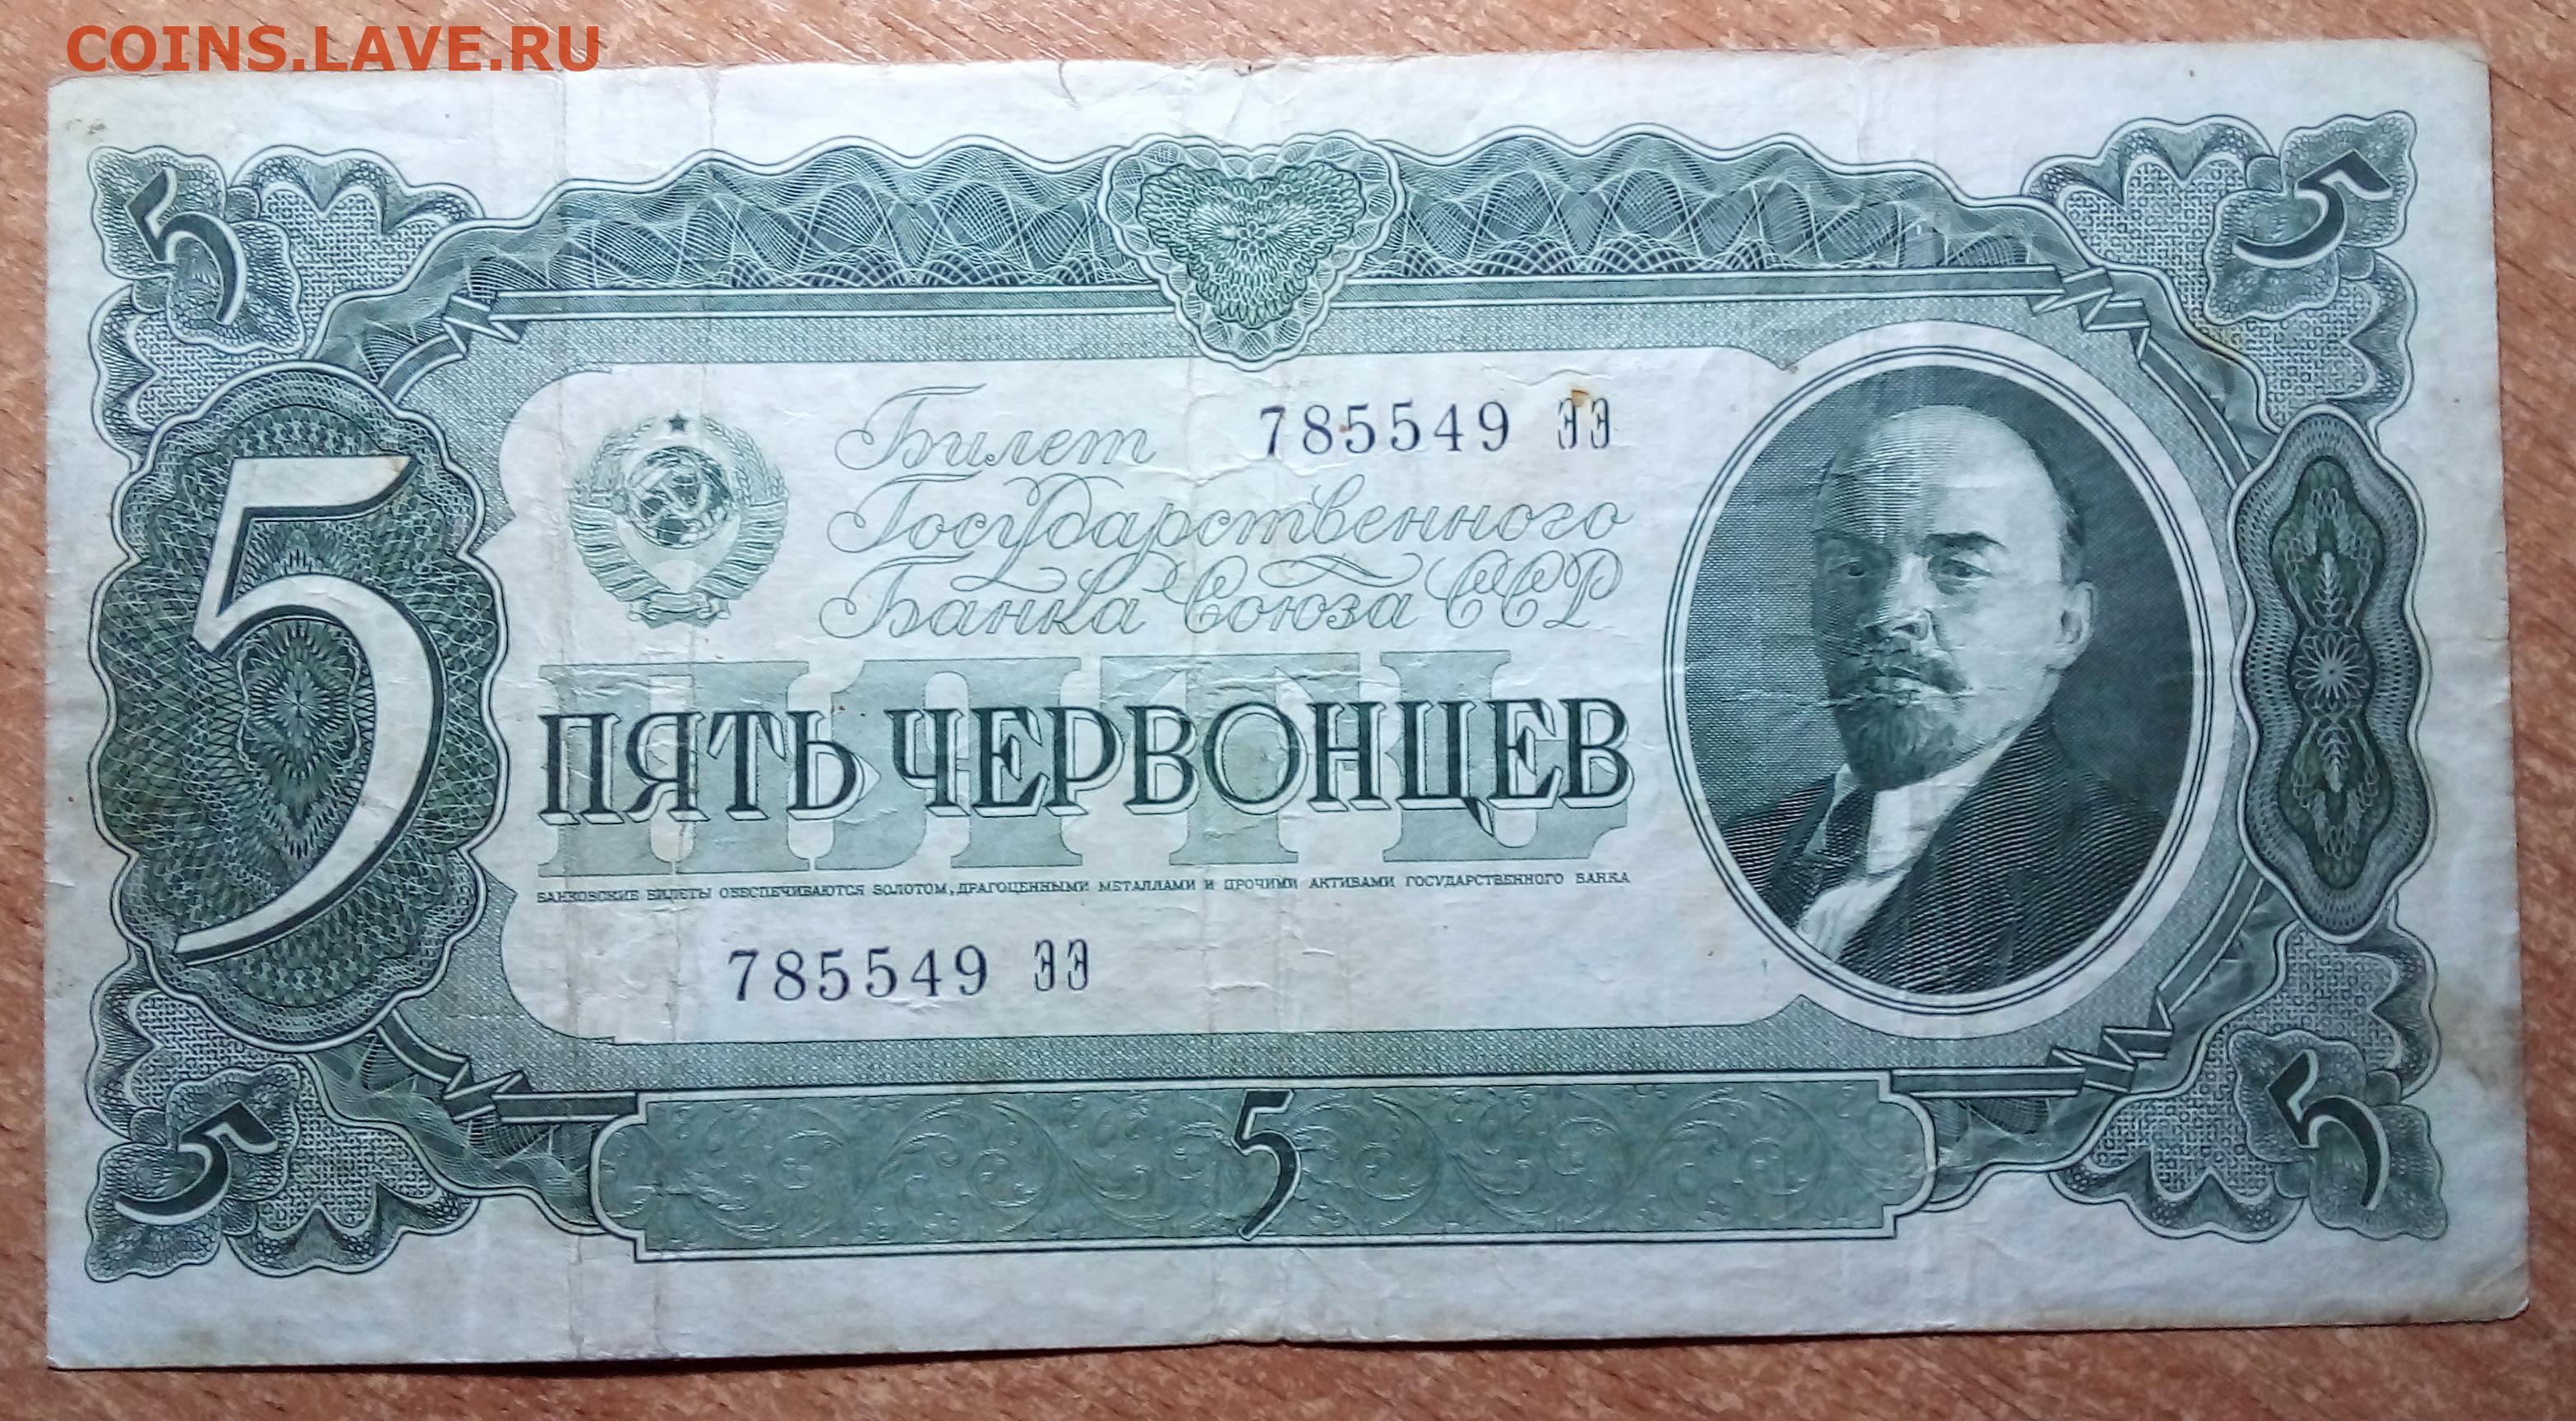 COINS.LAVE.RU
5
5
Билет 785549 ЭЭ
Государственного
Банка Союза ССР
5
ПЯТЬ
ПЯТЬ ЧЕРВОНЦЕВ
БАНКОВСКИЕ БИЛЕТЫ ОБЕСПЕЧИВАЮТСЯ ЗОЛОТОМ, ДРАГОЦЕННЫМИ МЕТАЛЛАМИ И ПРОЧИМИ АКТИВАМИ ГОСУДАРСТВЕННОГО БАНКА
785549 ЭЭ
5
5
5